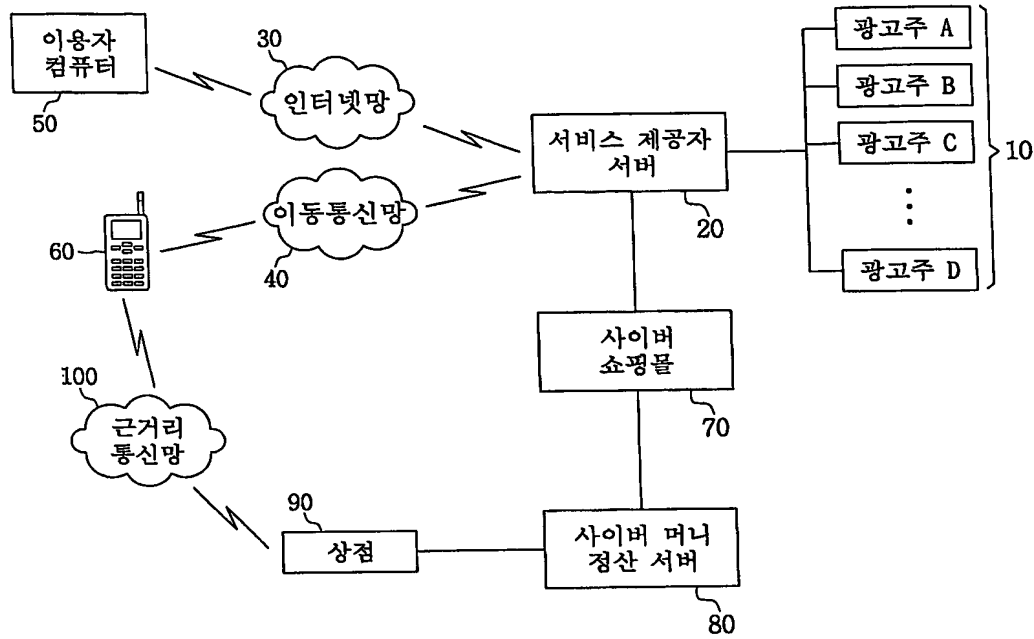 이용자
컴퓨터
50
30
인터넷망
서비스 제공자
서버
20
광고주 A
광고주 B
광고주 C
광고주 D
10
60
이동통신망
40
사이버
쇼핑몰
70
100
근거리
통신망
90
상점
사이버 머니
정산 서버
80